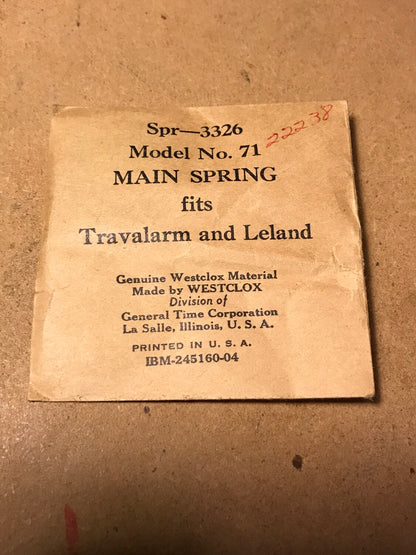 Spr—3326
Model No. 71
22238
MAIN SPRING
fits
Travalarm and Leland
Genuine Westclox Material
Made by WESTCLOX
Division of
General Time Corporation
La Salle, Illinois, U. S. A.
PRINTED IN U. S. A.
IBM-245160-04